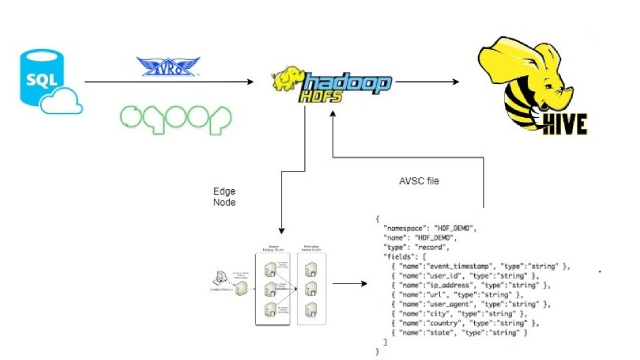 SQL
AVRO
sqoop
hadoop
HDFS
HIVE
Edge
Node
AVSC file
{
"namespace": "HDF_DEMO",
"name": "HDF_DEMO",
"type": "record",
"fields": [
{ "name":"event_timestamp", "type":"string" },
{ "name":"user_id", "type":"string" },
{ "name":"ip_address", "type":"string" },
{ "name":"url", "type":"string" },
{ "name":"user_agent", "type":"string" },
{ "name":"city", "type":"string" },
{ "name":"country", "type":"string" },
{ "name":"state", "type":"string" }
]
}